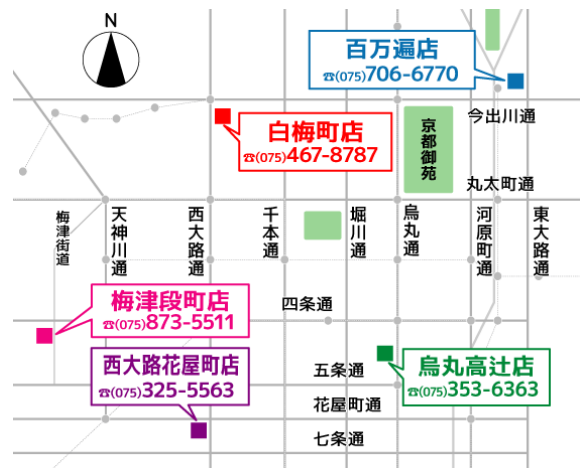 N
百万遍店
☎(075)706-6770
今出川通
白梅町店
☎(075)467-8787
京都御苑
丸太町通
梅津街道
天神川通
西大路通
千本通
堀川通
烏丸通
河原町通
東大路通
四条通
梅津段町店
☎(075)873-5511
西大路花屋町店
☎(075)325-5563
五条通
烏丸高辻店
☎(075)353-6363
花屋町通
七条通